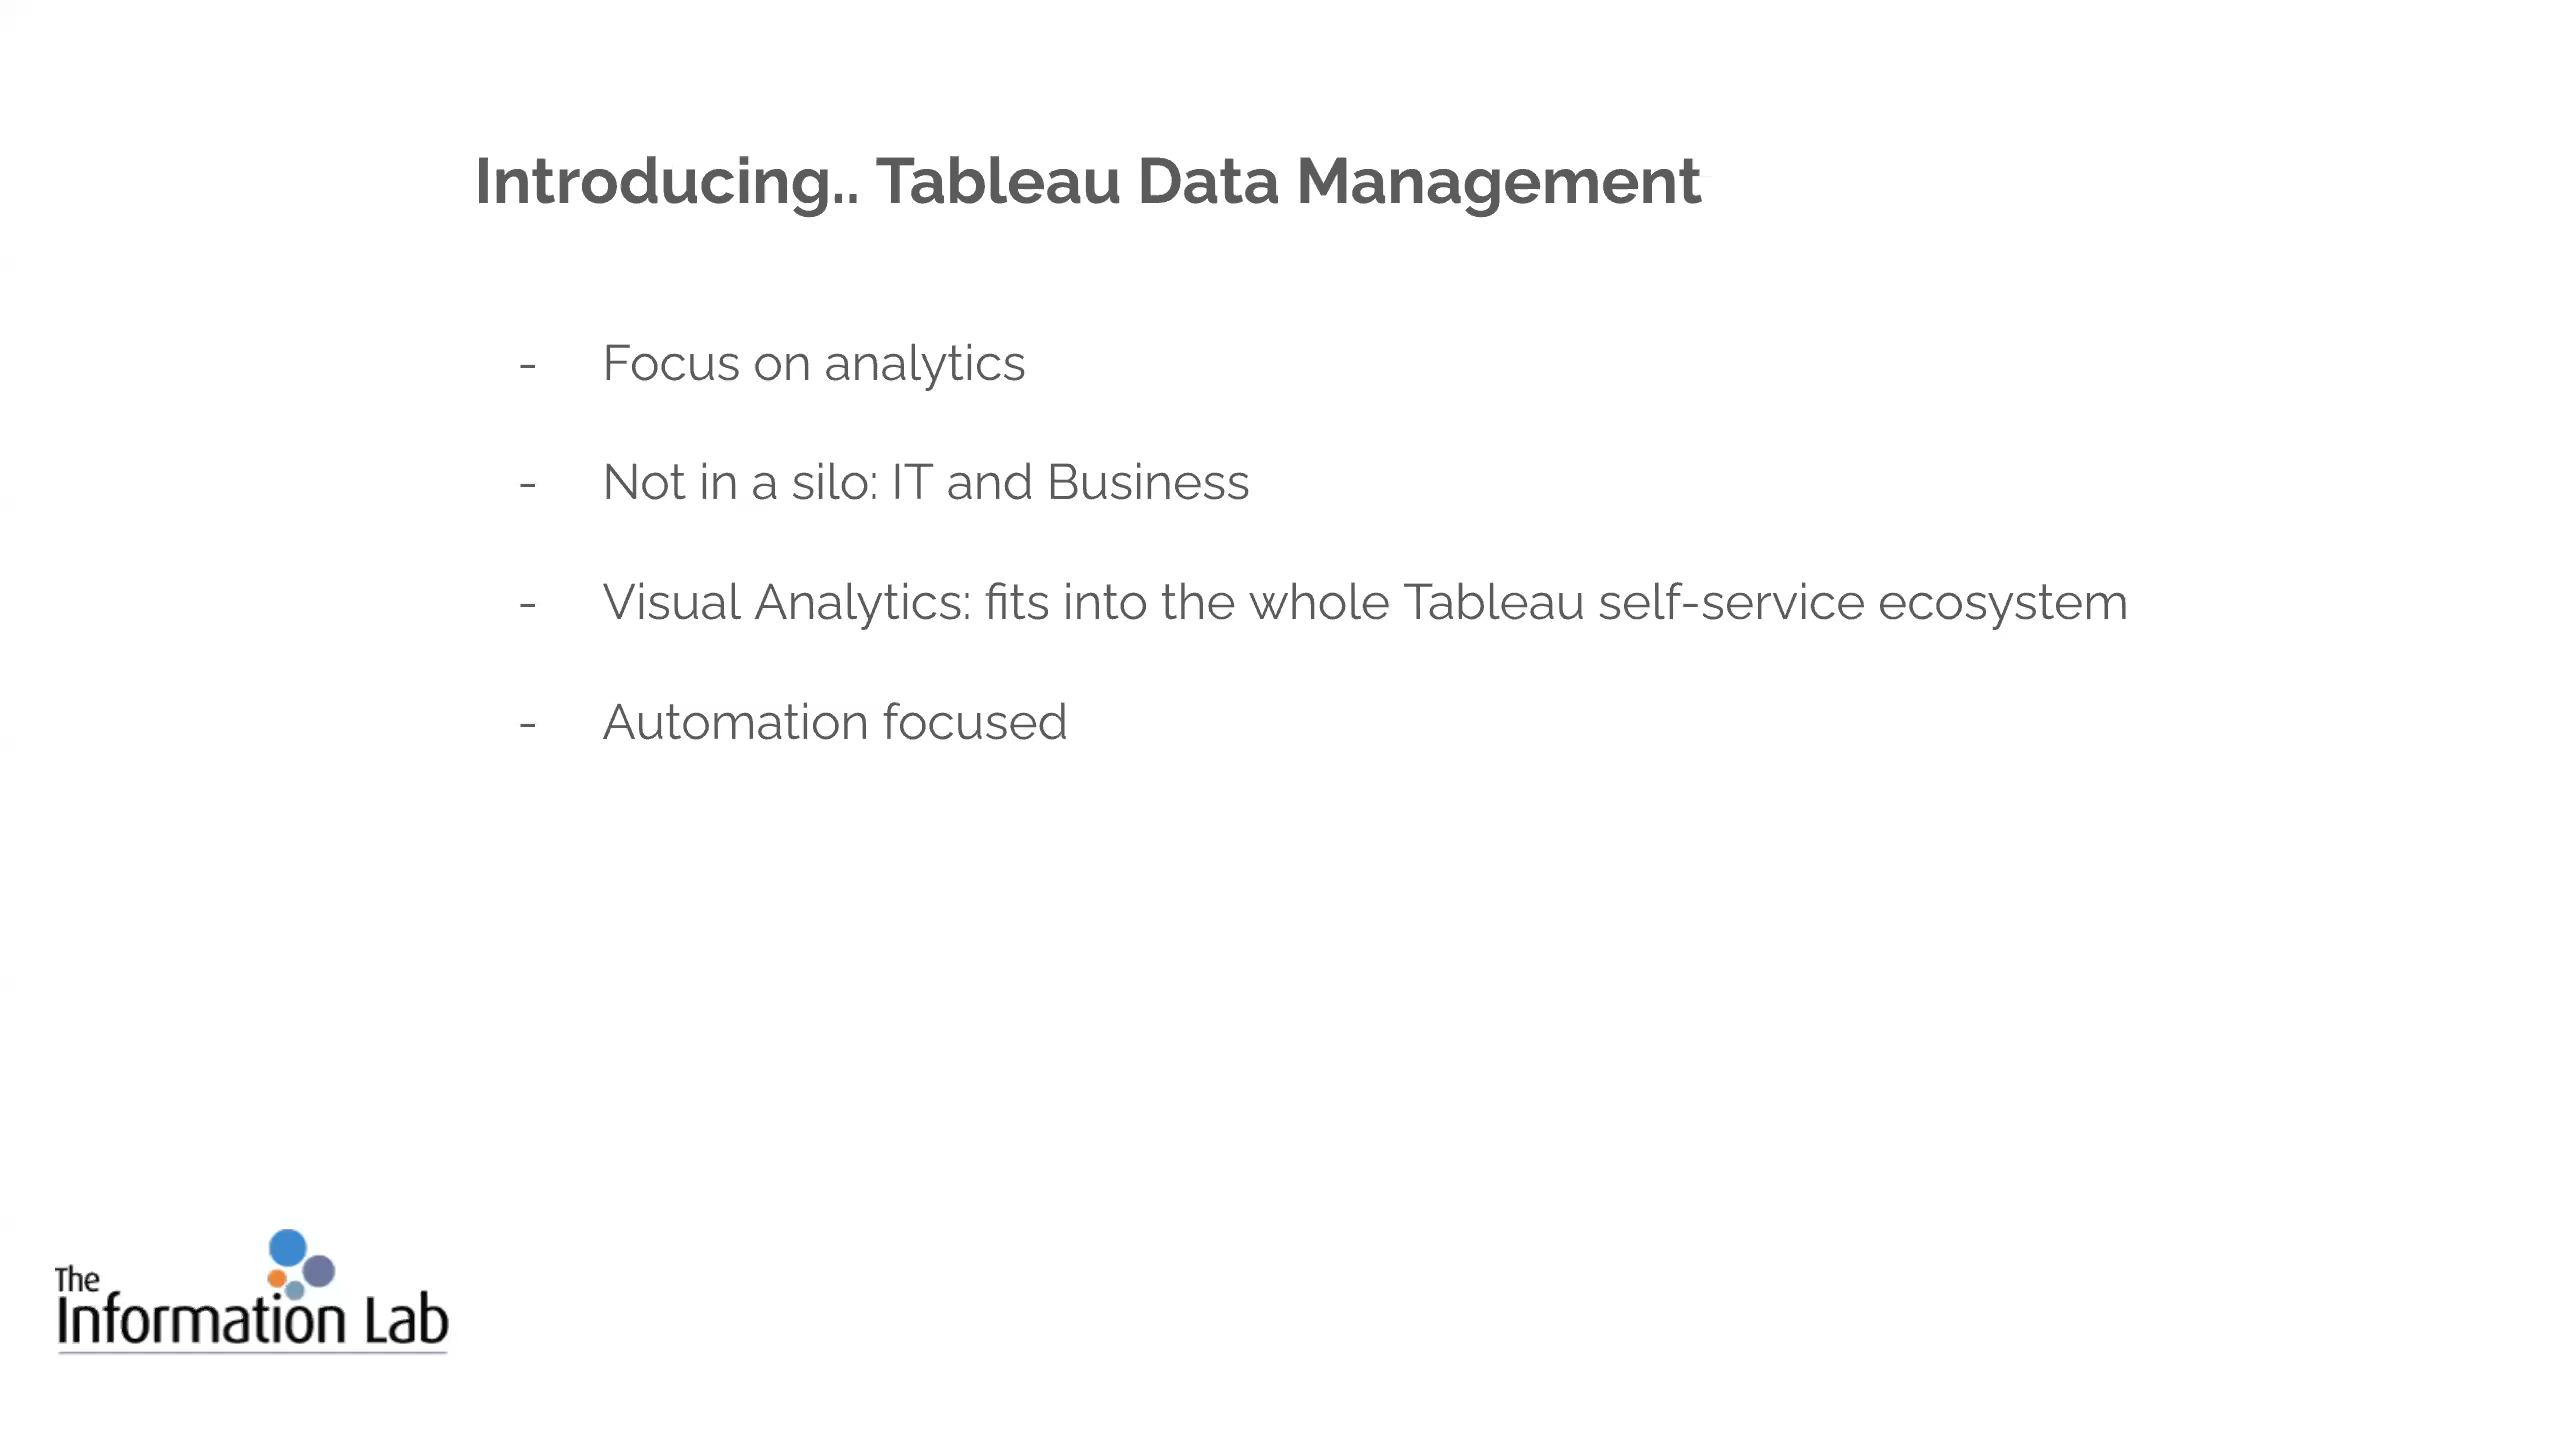 Introducing.. Tableau Data Management
- Focus on analytics
- Not in a silo: IT and Business
- Visual Analytics: fits into the whole Tableau self-service ecosystem
- Automation focused
The
Information Lab